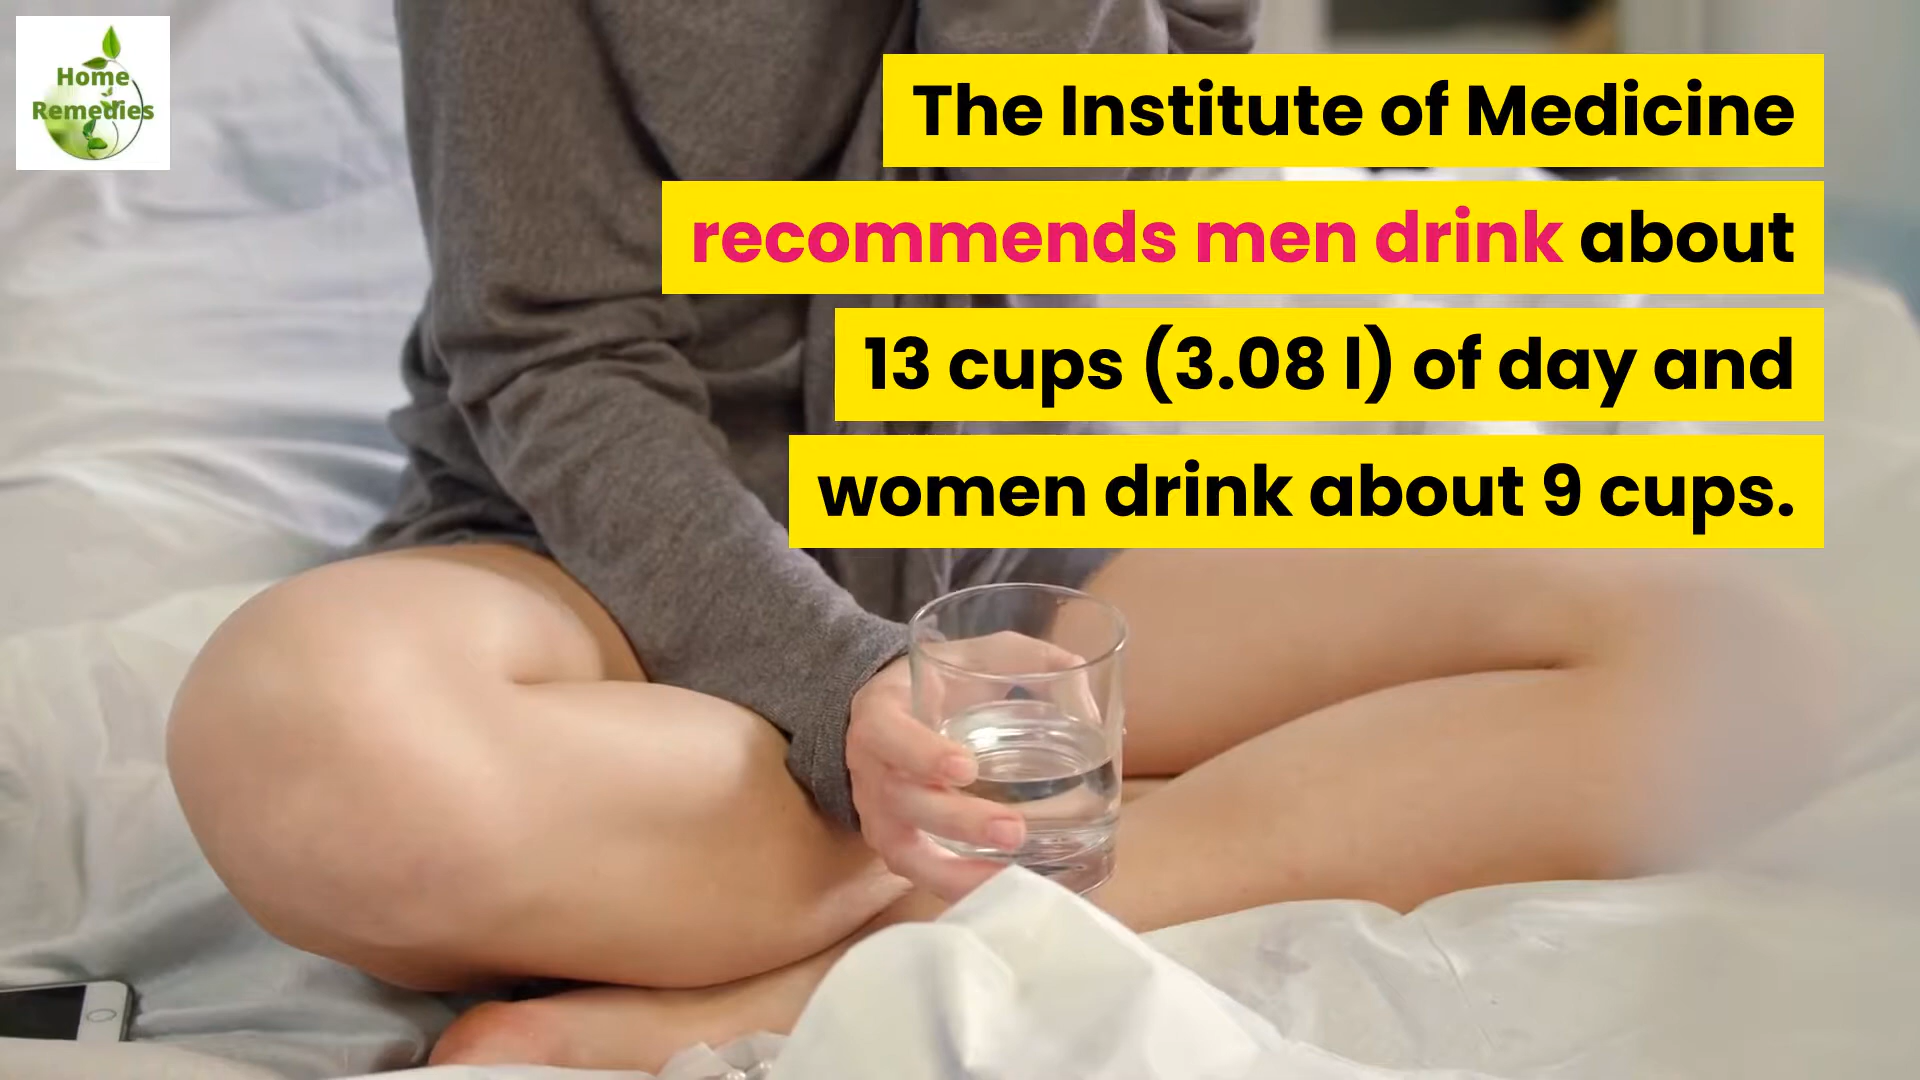 Home
Remedies
The Institute of Medicine
recommends men drink about
13 cups (3.08 l) of day and
women drink about 9 cups.